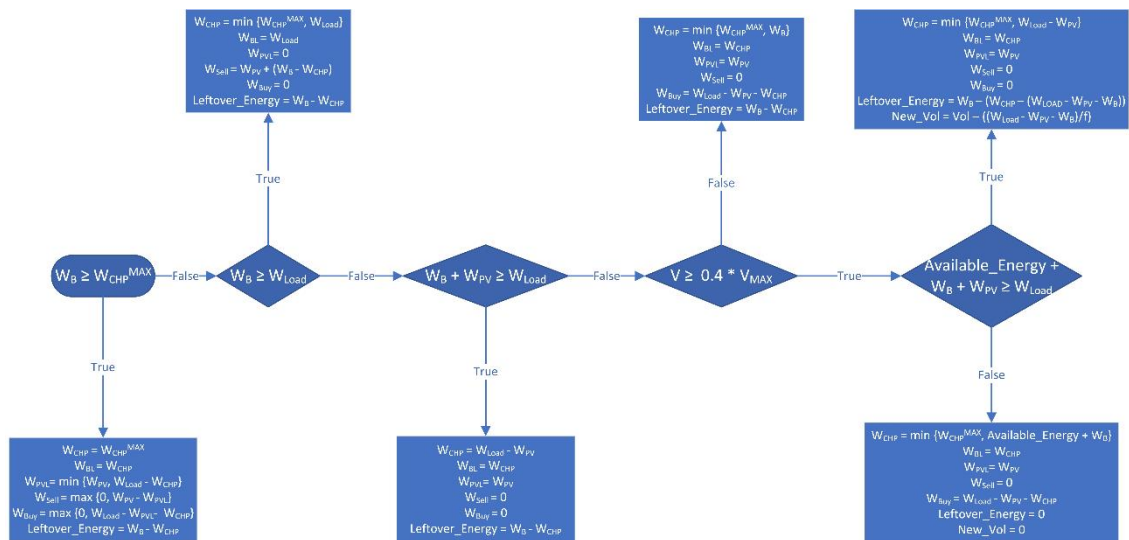 W_CHP = min {W_CHP^MAX, W_Load}
W_BL = W_Load
W_PVL = 0
W_Sell = W_PV + (W_B - W_CHP)
W_Buy = 0
Leftover_Energy = W_B - W_CHP
W_CHP = min {W_CHP^MAX, W_B}
W_BL = W_CHP
W_PVL = W_PV
W_Sell = 0
W_Buy = W_Load - W_PV - W_CHP
Leftover_Energy = W_B - W_CHP
W_CHP = min {W_CHP^MAX, W_Load - W_PV}
W_BL = W_CHP
W_PVL = W_PV
W_Sell = 0
W_Buy = 0
Leftover_Energy = W_B – (W_CHP – (W_LOAD - W_PV - W_B))
New_Vol = Vol – {(W_Load - W_PV - W_B)/f}
True
False
True
W_B ≥ W_CHP^MAX
False
W_B ≥ W_Load
False
W_B + W_PV ≥ W_Load
False
V ≥ 0.4 * V_MAX
True
Available_Energy +
W_B + W_PV ≥ W_Load
True
True
False
W_CHP = W_CHP^MAX
W_BL = W_CHP
W_PVL = min {W_PV, W_Load - W_CHP}
W_Sell = max {0, W_PV - W_PVL}
W_Buy = max {0, W_Load - W_PVL - W_CHP}
Leftover_Energy = W_B - W_CHP
W_CHP = W_Load - W_PV
W_BL = W_CHP
W_PVL = W_PV
W_Sell = 0
W_Buy = 0
Leftover_Energy = W_B - W_CHP
W_CHP = min {W_CHP^MAX, Available_Energy + W_B}
W_BL = W_CHP
W_PVL = W_PV
W_Sell = 0
W_Buy = W_Load - W_PV - W_CHP
Leftover_Energy = 0
New_Vol = 0